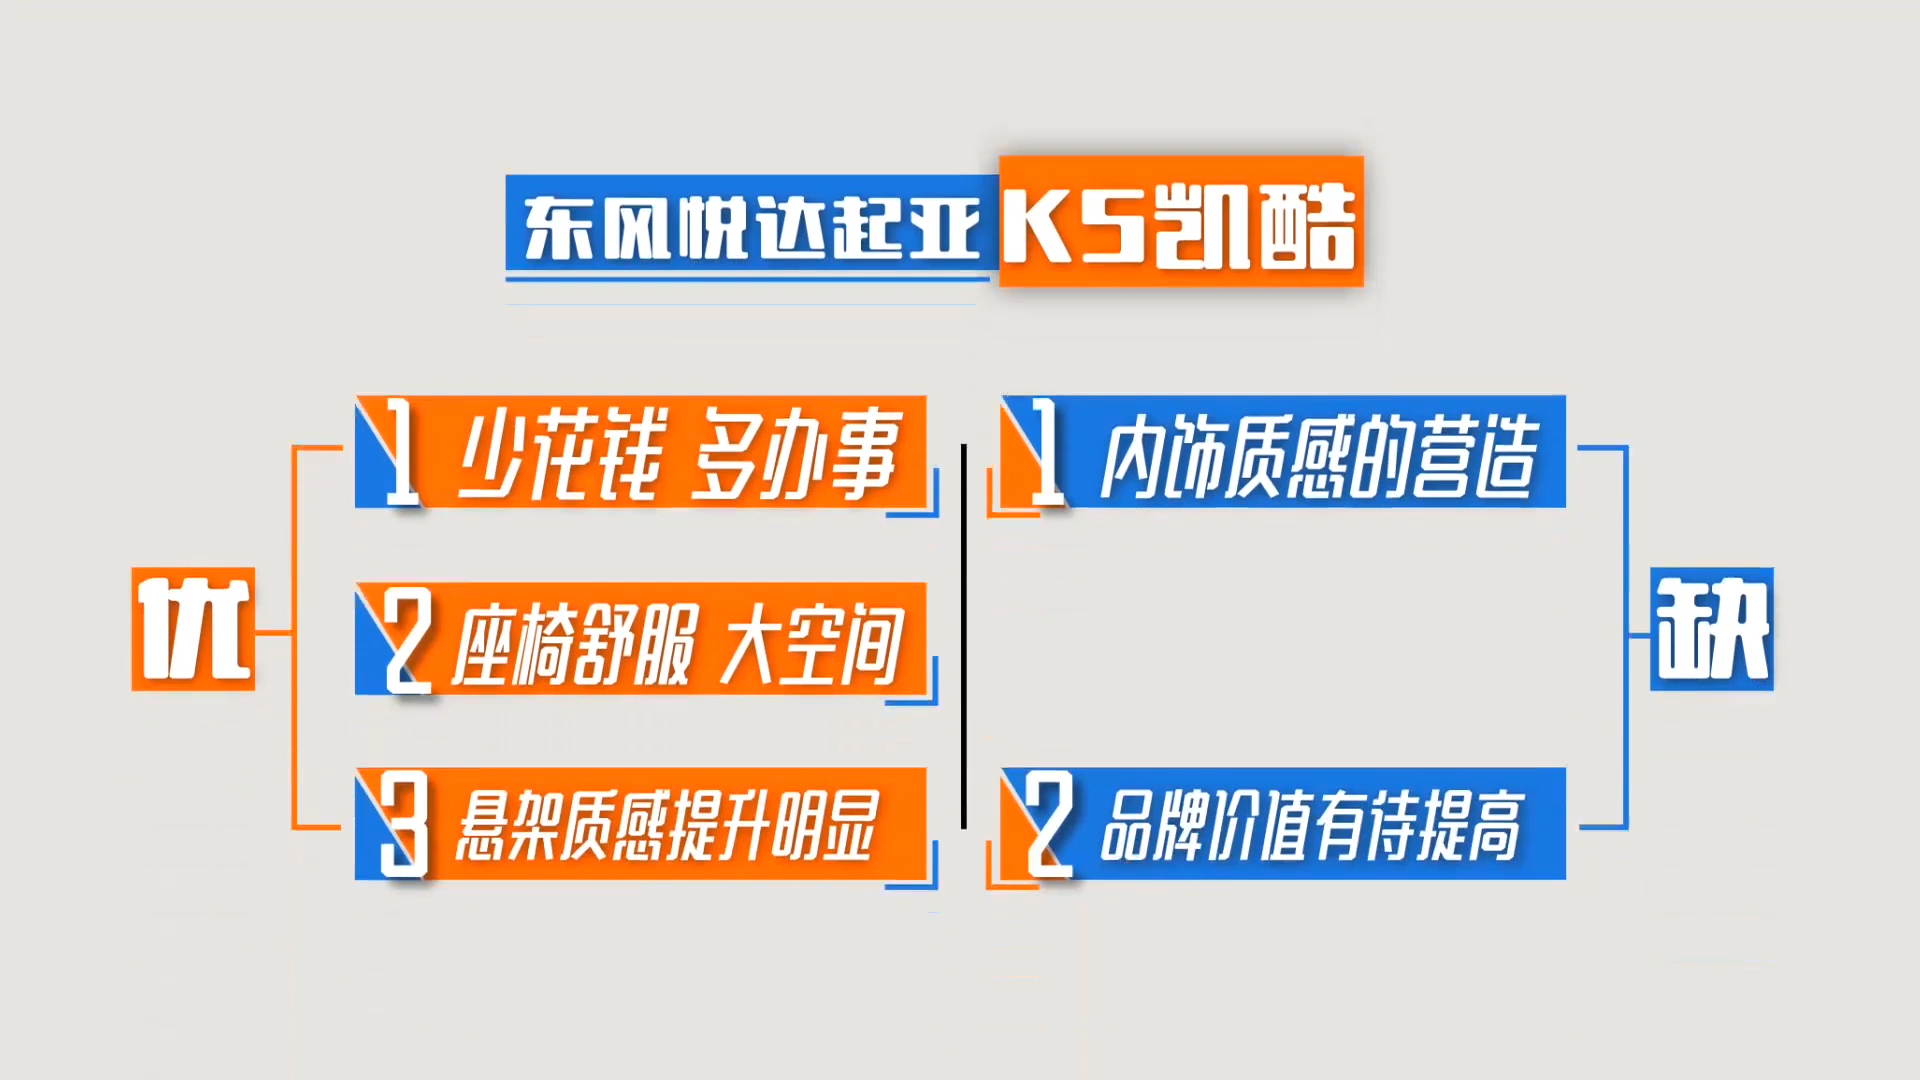 东风悦达起亚K5凯酷
优
1 少花钱 多办事
2 座椅舒服 大空间
3 悬架质感提升明显
1 内饰质感的营造
2 品牌价值有待提高
缺